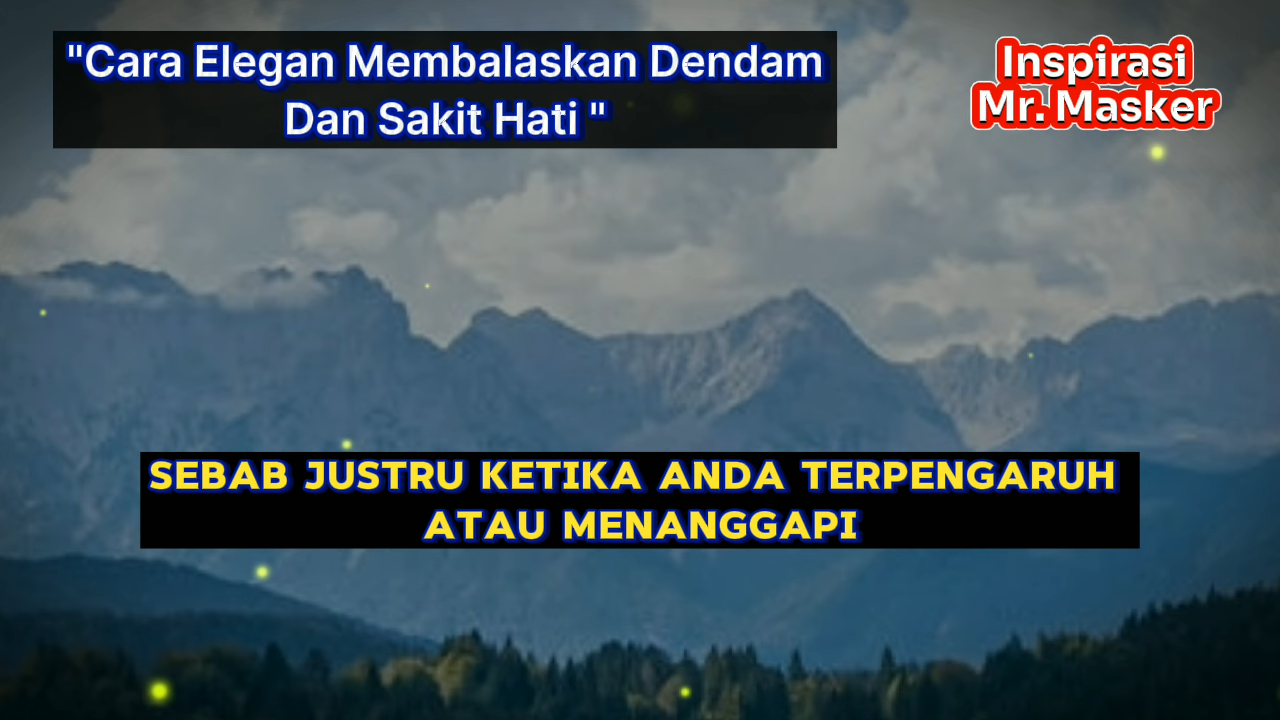 "Cara Elegan Membalaskan Dendam
Dan Sakit Hati "
Inspirasi
Mr. Masker
SEBAB JUSTRU KETIKA ANDA TERPENGARUH
ATAU MENANGGAPI